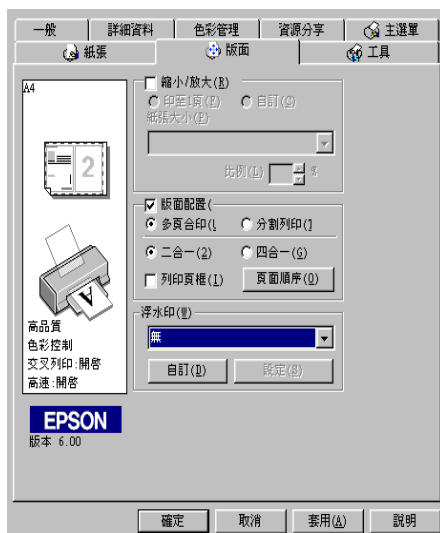 一般 詳細資料 色彩管理 資源分享 主選單
紙張 版面 工具
A4
2
高品質
色彩控制
交叉列印:開啓
高速:開啓
EPSON
版本 6.00
縮小/放大(R)
印至1頁(F) 自訂(C)
紙張大小(P)
比例(L) %
版面配置(
多頁合印(L 分割列印(1
二合一(2) 四合一(G)
列印頁框(I) 頁面順序(O)
浮水印(W)
無
自訂(D) 設定(S)
確定 取消 套用(A) 說明